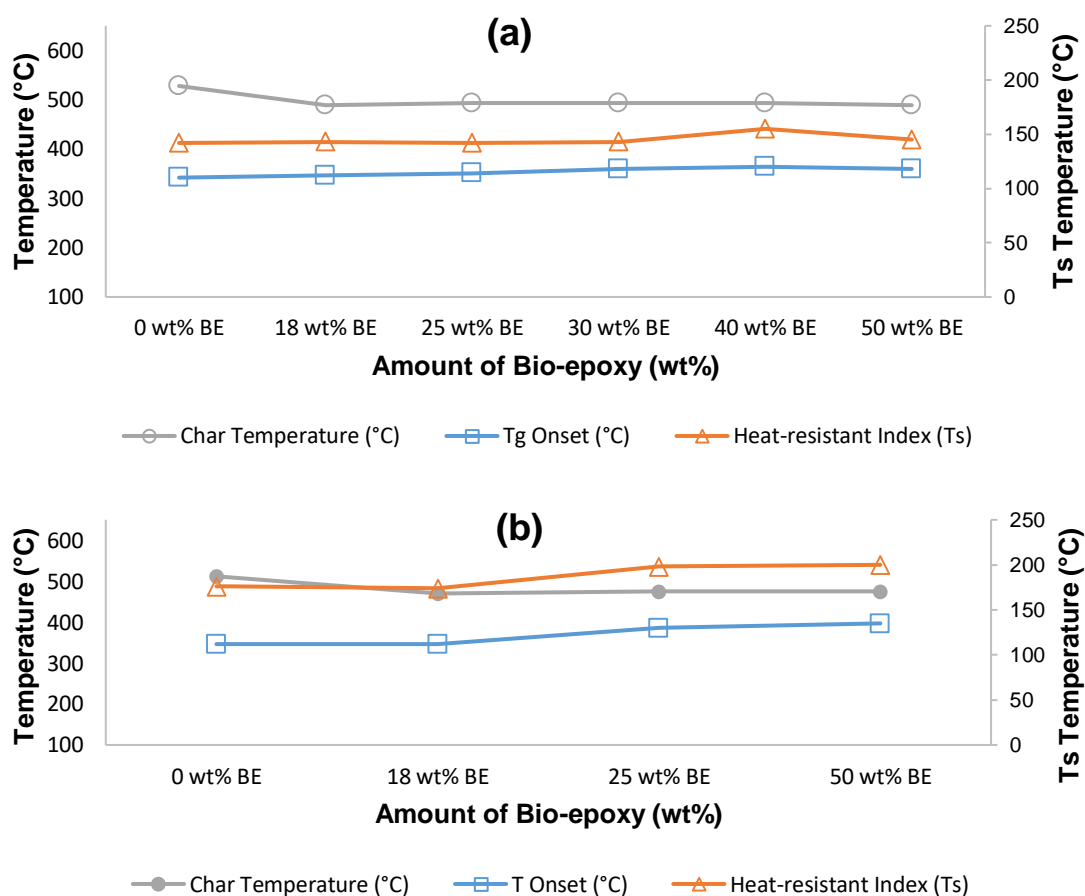 (a)
Temperature (°C)
600
500
400
300
200
100
250
200
150
100
50
0
Ts Temperature (°C)
0 wt% BE 18 wt% BE 25 wt% BE 30 wt% BE 40 wt% BE 50 wt% BE
Amount of Bio-epoxy (wt%)
Char Temperature (°C) Tg Onset (°C) Heat-resistant Index (Ts)
(b)
Temperature (°C)
600
500
400
300
200
100
250
200
150
100
50
0
Ts Temperature (°C)
0 wt% BE 18 wt% BE 25 wt% BE 50 wt% BE
Amount of Bio-epoxy (wt%)
Char Temperature (°C) T Onset (°C) Heat-resistant Index (Ts)